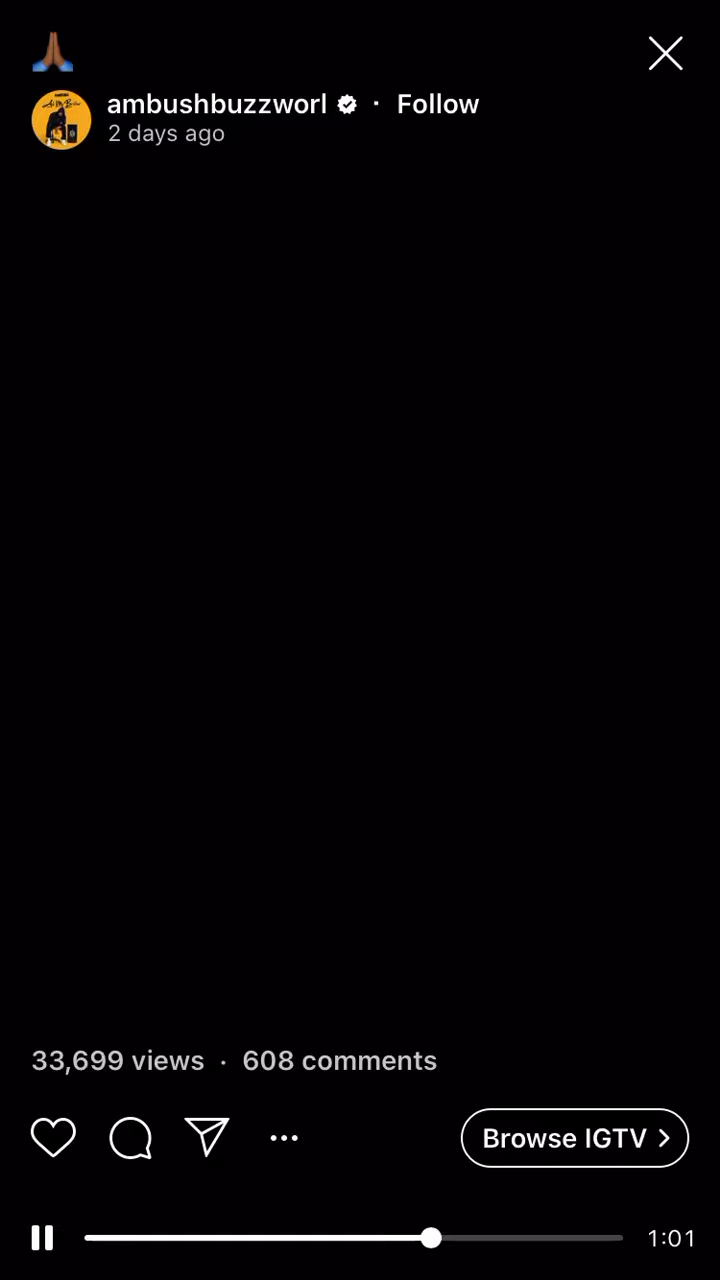 🙏🏾
ambushbuzzworl · Follow
2 days ago
33,699 views · 608 comments
Browse IGTV >
1:01